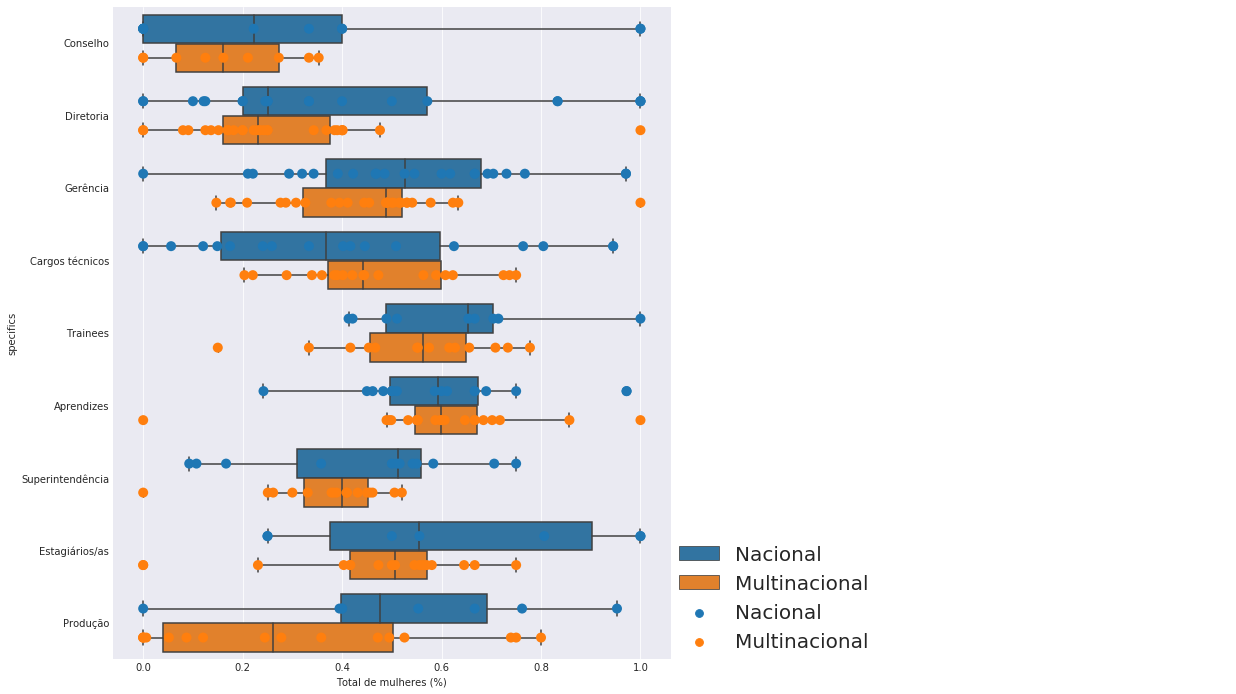 specifics
Conselho
Diretoria
Gerência
Cargos técnicos
Trainees
Aprendizes
Superintendência
Estagiários/as
Produção
0.0 0.2 0.4 0.6 0.8 1.0
Total de mulheres (%)
Nacional
Multinacional
Nacional
Multinacional